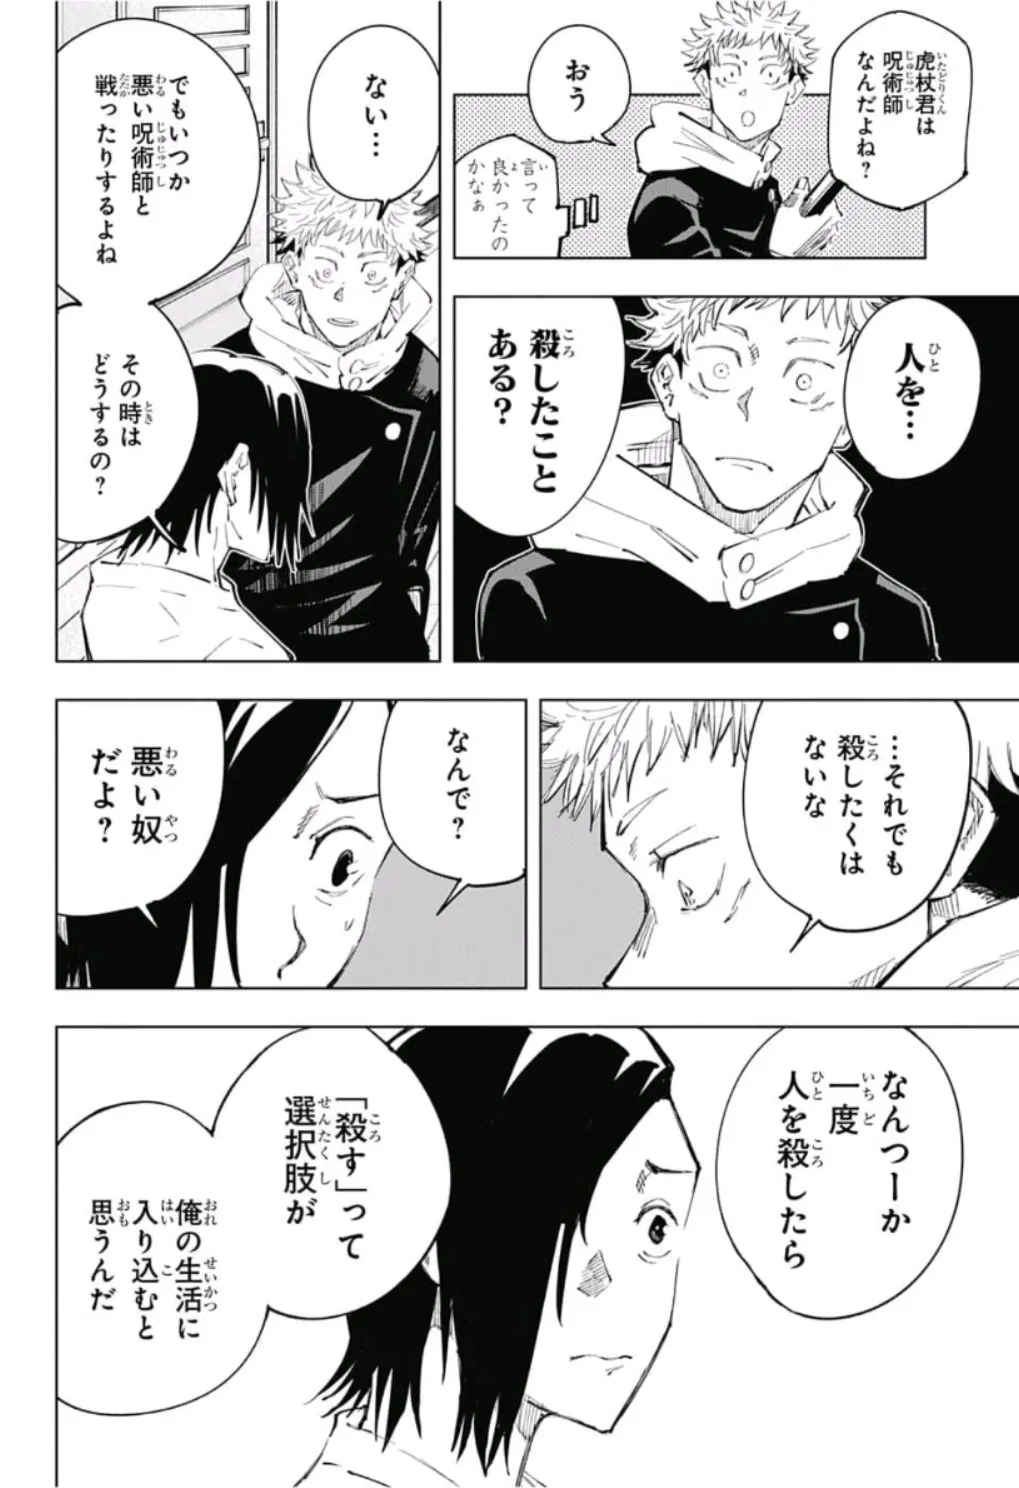 虎杖君は
呪術師
なんだよね?
おう
言って
良かったの
かなぁ
人を…
殺したこと
ある?
ない…
でもいつか
悪い呪術師と
戦ったりするよね
その時は
どうするの?
…それでも
殺したくは
ないな
なんで?
悪い奴
だよ?
なんつーか
一度
人を殺したら
「殺す」って
選択肢が
俺の生活に
入り込むと
思うんだ